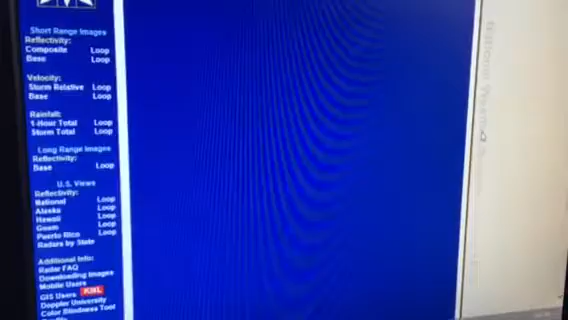 Short Range Images
Reflectivity:
Composite Loop
Base Loop
Velocity:
Storm Relative Loop
Base Loop
Rainfall:
1-Hour Total Loop
Storm Total Loop
Long Range Images
Reflectivity:
Base Loop
U.S. Views
Reflectivity:
National Loop
Alaska Loop
Hawaii Loop
Guam Loop
Puerto Rico Loop
Radars by State
Additional Info:
Radar FAQ
Downloading Images
Mobile Users
GIS Users KML
Doppler University
Color Blindness Tool